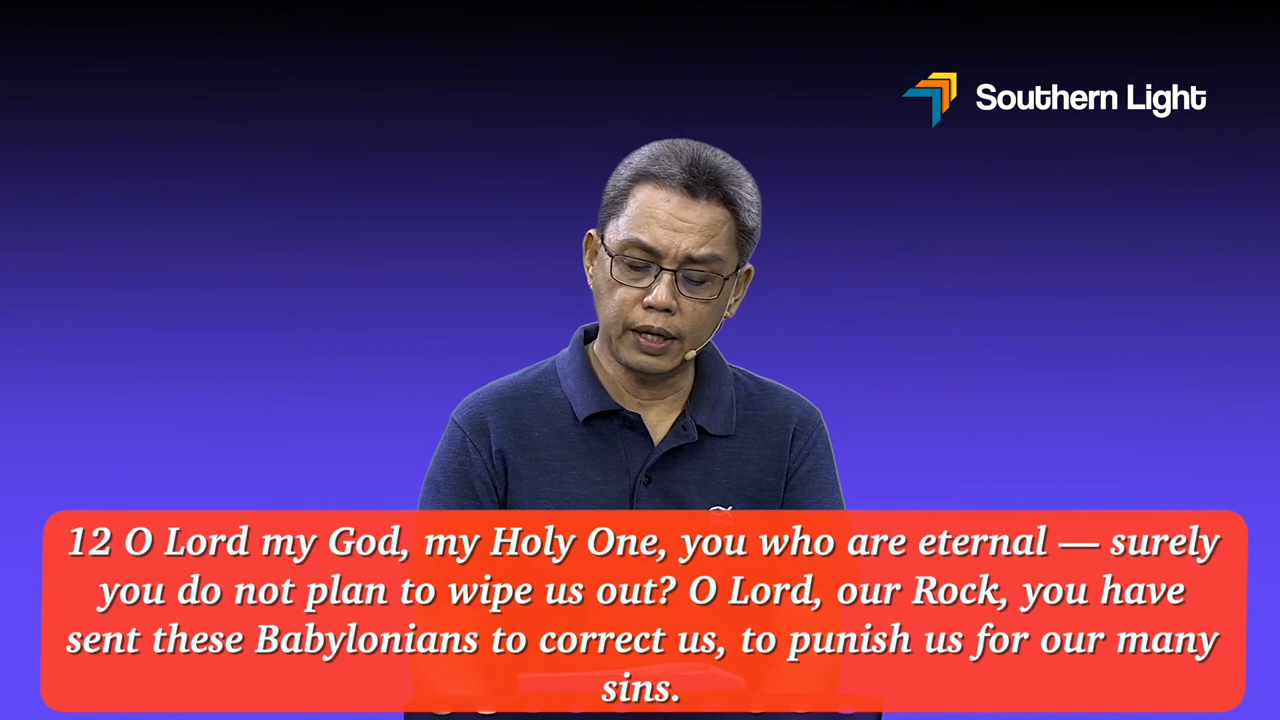 Southern Light
12 O Lord my God, my Holy One, you who are eternal — surely
you do not plan to wipe us out? O Lord, our Rock, you have
sent these Babylonians to correct us, to punish us for our many
sins.